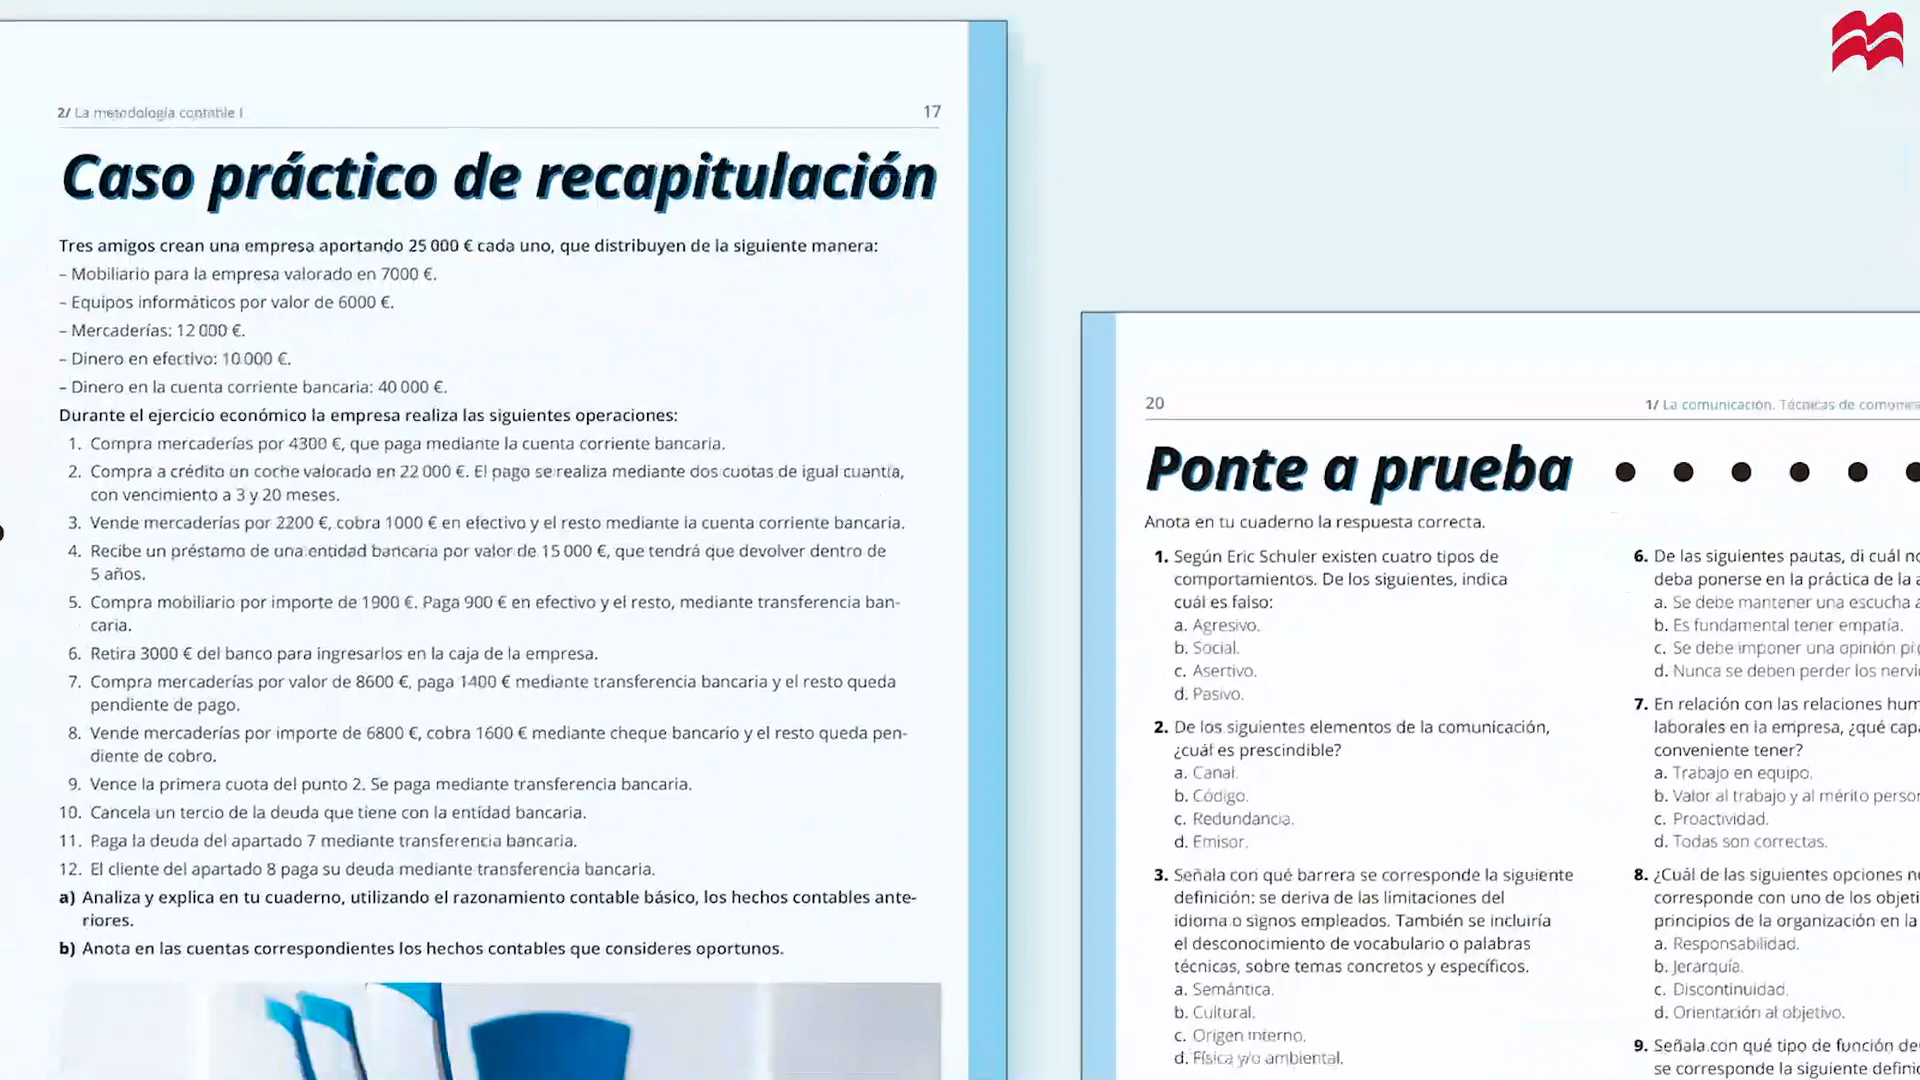 2/ La metodología contable I
17
Caso práctico de recapitulación
Tres amigos crean una empresa aportando 25 000 € cada uno, que distribuyen de la siguiente manera:
– Mobiliario para la empresa valorado en 7000 €.
– Equipos informáticos por valor de 6000 €.
– Mercaderías: 12 000 €.
– Dinero en efectivo: 10 000 €.
– Dinero en la cuenta corriente bancaria: 40 000 €.
Durante el ejercicio económico la empresa realiza las siguientes operaciones:
1. Compra mercaderías por 4300 €, que paga mediante la cuenta corriente bancaria.
2. Compra a crédito un coche valorado en 22 000 €. El pago se realiza mediante dos cuotas de igual cuantía,
con vencimiento a 3 y 20 meses.
3. Vende mercaderías por 2200 €, cobra 1000 € en efectivo y el resto mediante la cuenta corriente bancaria.
4. Recibe un préstamo de una entidad bancaria por valor de 15 000 €, que tendrá que devolver dentro de
5 años.
5. Compra mobiliario por importe de 1900 €. Paga 900 € en efectivo y el resto, mediante transferencia ban-
caria.
6. Retira 3000 € del banco para ingresarlos en la caja de la empresa.
7. Compra mercaderías por valor de 8600 €, paga 1400 € mediante transferencia bancaria y el resto queda
pendiente de pago.
8. Vende mercaderías por importe de 6800 €, cobra 1600 € mediante cheque bancario y el resto queda pen-
diente de cobro.
9. Vence la primera cuota del punto 2. Se paga mediante transferencia bancaria.
10. Cancela un tercio de la deuda que tiene con la entidad bancaria.
11. Paga la deuda del apartado 7 mediante transferencia bancaria.
12. El cliente del apartado 8 paga su deuda mediante transferencia bancaria.
a) Analiza y explica en tu cuaderno, utilizando el razonamiento contable básico, los hechos contables ante-
riores.
b) Anota en las cuentas correspondientes los hechos contables que consideres oportunos.
20
1/ La comunicación. Técnicas de
Ponte a prueba
Anota en tu cuaderno la respuesta correcta.
1. Según Eric Schuler existen cuatro tipos de
comportamientos. De los siguientes, indica
cuál es falso:
a. Agresivo.
b. Social.
c. Asertivo.
d. Pasivo.
2. De los siguientes elementos de la comunicación,
¿cuál es prescindible?
a. Canal.
b. Código.
c. Redundancia.
d. Emisor.
3. Señala con qué barrera se corresponde la siguiente
definición: se deriva de las limitaciones del
idioma o signos empleados. También se incluiría
el desconocimiento de vocabulario o palabras
técnicas, sobre temas concretos y específicos.
a. Semántica.
b. Cultural.
c. Origen interno.
d. Física y/o ambiental.
6. De las siguientes pautas, di cuál
deba ponerse en la práctica de la
a. Se debe mantener una escucha
b. Es fundamental tener empatía.
c. Se debe imponer una opinión
d. Nunca se deben perder los
7. En relación con las relaciones
laborales en la empresa, ¿qué
conveniente tener?
a. Trabajo en equipo.
b. Valor al trabajo y al mérito
c. Proactividad.
d. Todas son correctas.
8. ¿Cuál de las siguientes opciones
corresponde con uno de los
principios de la organización en la
a. Responsabilidad.
b. Jerarquía.
c. Discontinuidad.
d. Orientación al objetivo.
9. Señala con qué tipo de función
se corresponde la siguiente